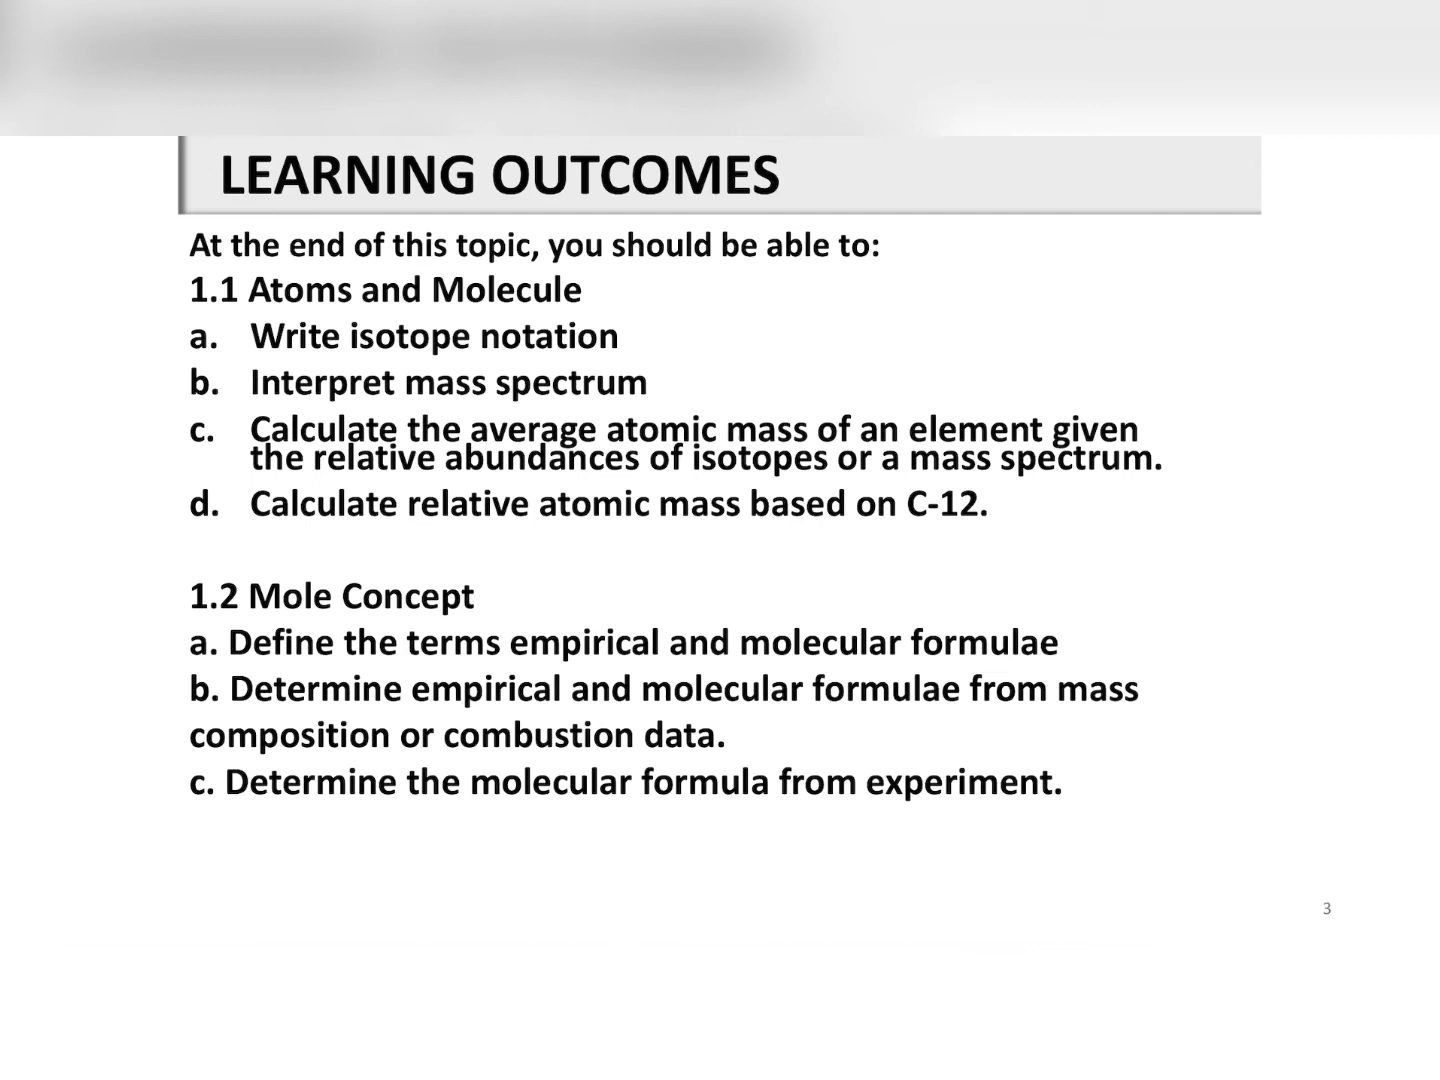 LEARNING OUTCOMES
At the end of this topic, you should be able to:
1.1 Atoms and Molecule
a. Write isotope notation
b. Interpret mass spectrum
c. Calculate the average atomic mass of an element given
the relative abundances of isotopes or a mass spectrum.
d. Calculate relative atomic mass based on C-12.
1.2 Mole Concept
a. Define the terms empirical and molecular formulae
b. Determine empirical and molecular formulae from mass
composition or combustion data.
c. Determine the molecular formula from experiment.
3